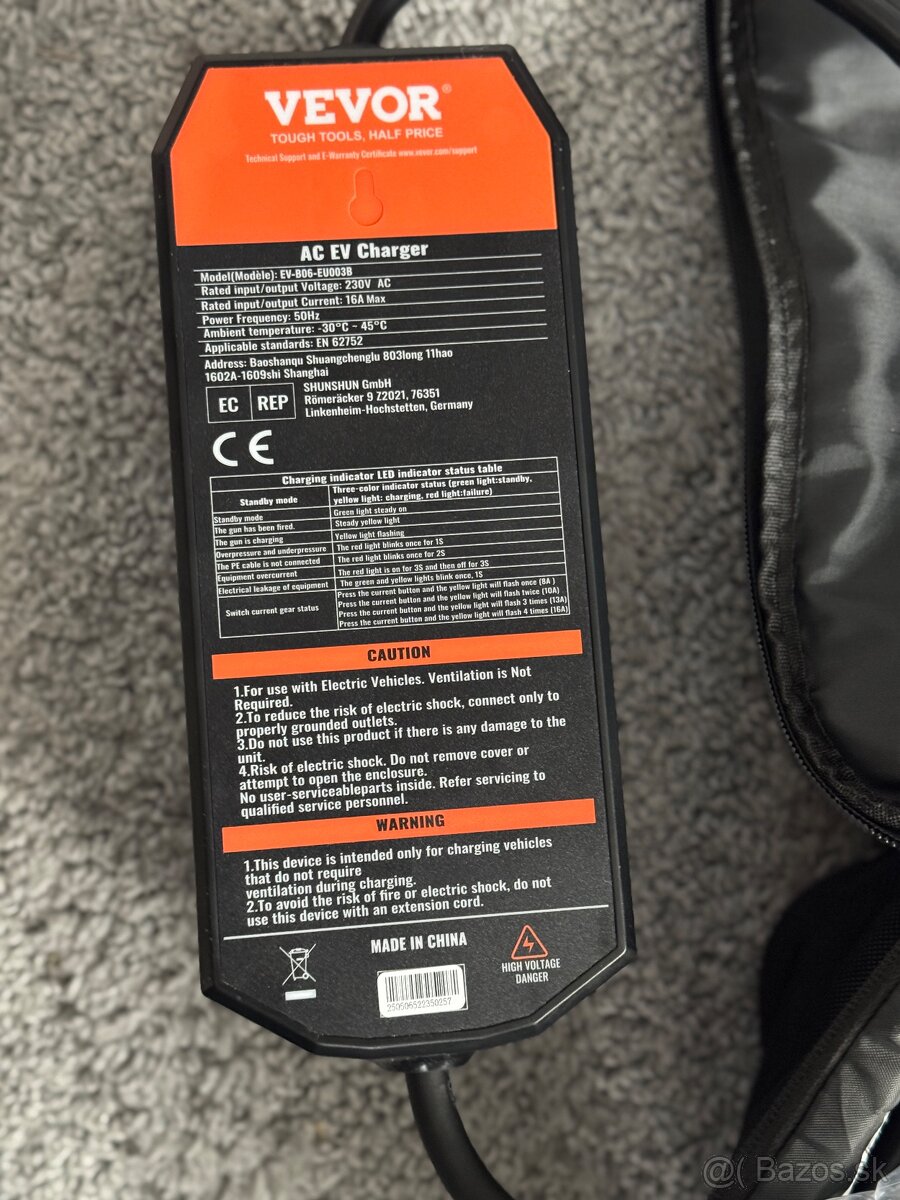 VEVOR®
TOUGH TOOLS, HALF PRICE
Technical Support and E-Warranty Certificate www.vevor.com/support
AC EV Charger
Model(Modèle): EV-B06-EU003B
Rated input/output Voltage: 230V AC
Rated input/output Current: 16A Max
Power Frequency: 50Hz
Ambient temperature: -30°C ~ 45°C
Applicable standards: EN 62752
Address: Baoshanqu Shuangchenglu 803long 11hao
1602A-1609shi Shanghai
EC REP
SHUNSHUN GmbH
Römeräcker 9 Z2021, 76351
Linkenheim-Hochstetten, Germany
CE
Charging indicator LED indicator status table
Standby mode
Three-color indicator status (green light:standby,
yellow light: charging, red light:failure)
Standby mode Green light steady on
The gun has been fired. Steady yellow light
The gun is charging Yellow light flashing
Overpressure and underpressure The red light blinks once for 1S
The PE cable is not connected The red light blinks once for 2S
Equipment overcurrent The red light is on for 3S and then off for 3S
Electrical leakage of equipment The green and yellow lights blink once, 1S
Switch current gear status
Press the current button and the yellow light will flash once (8A )
Press the current button and the yellow light will flash twice (10A)
Press the current button and the yellow light will flash 3 times (13A)
Press the current button and the yellow light will flash 4 times (16A)
CAUTION
1.For use with Electric Vehicles. Ventilation is Not
Required.
2.To reduce the risk of electric shock, connect only to
properly grounded outlets.
3.Do not use this product if there is any damage to the
unit.
4.Risk of electric shock. Do not remove cover or
attempt to open the enclosure.
No user-serviceableparts inside. Refer servicing to
qualified service personnel.
WARNING
1.This device is intended only for charging vehicles
that do not require
ventilation during charging.
2.To avoid the risk of fire or electric shock, do not
use this device with an extension cord.
MADE IN CHINA
HIGH VOLTAGE
DANGER
250506522350257
@( Bazos.sk